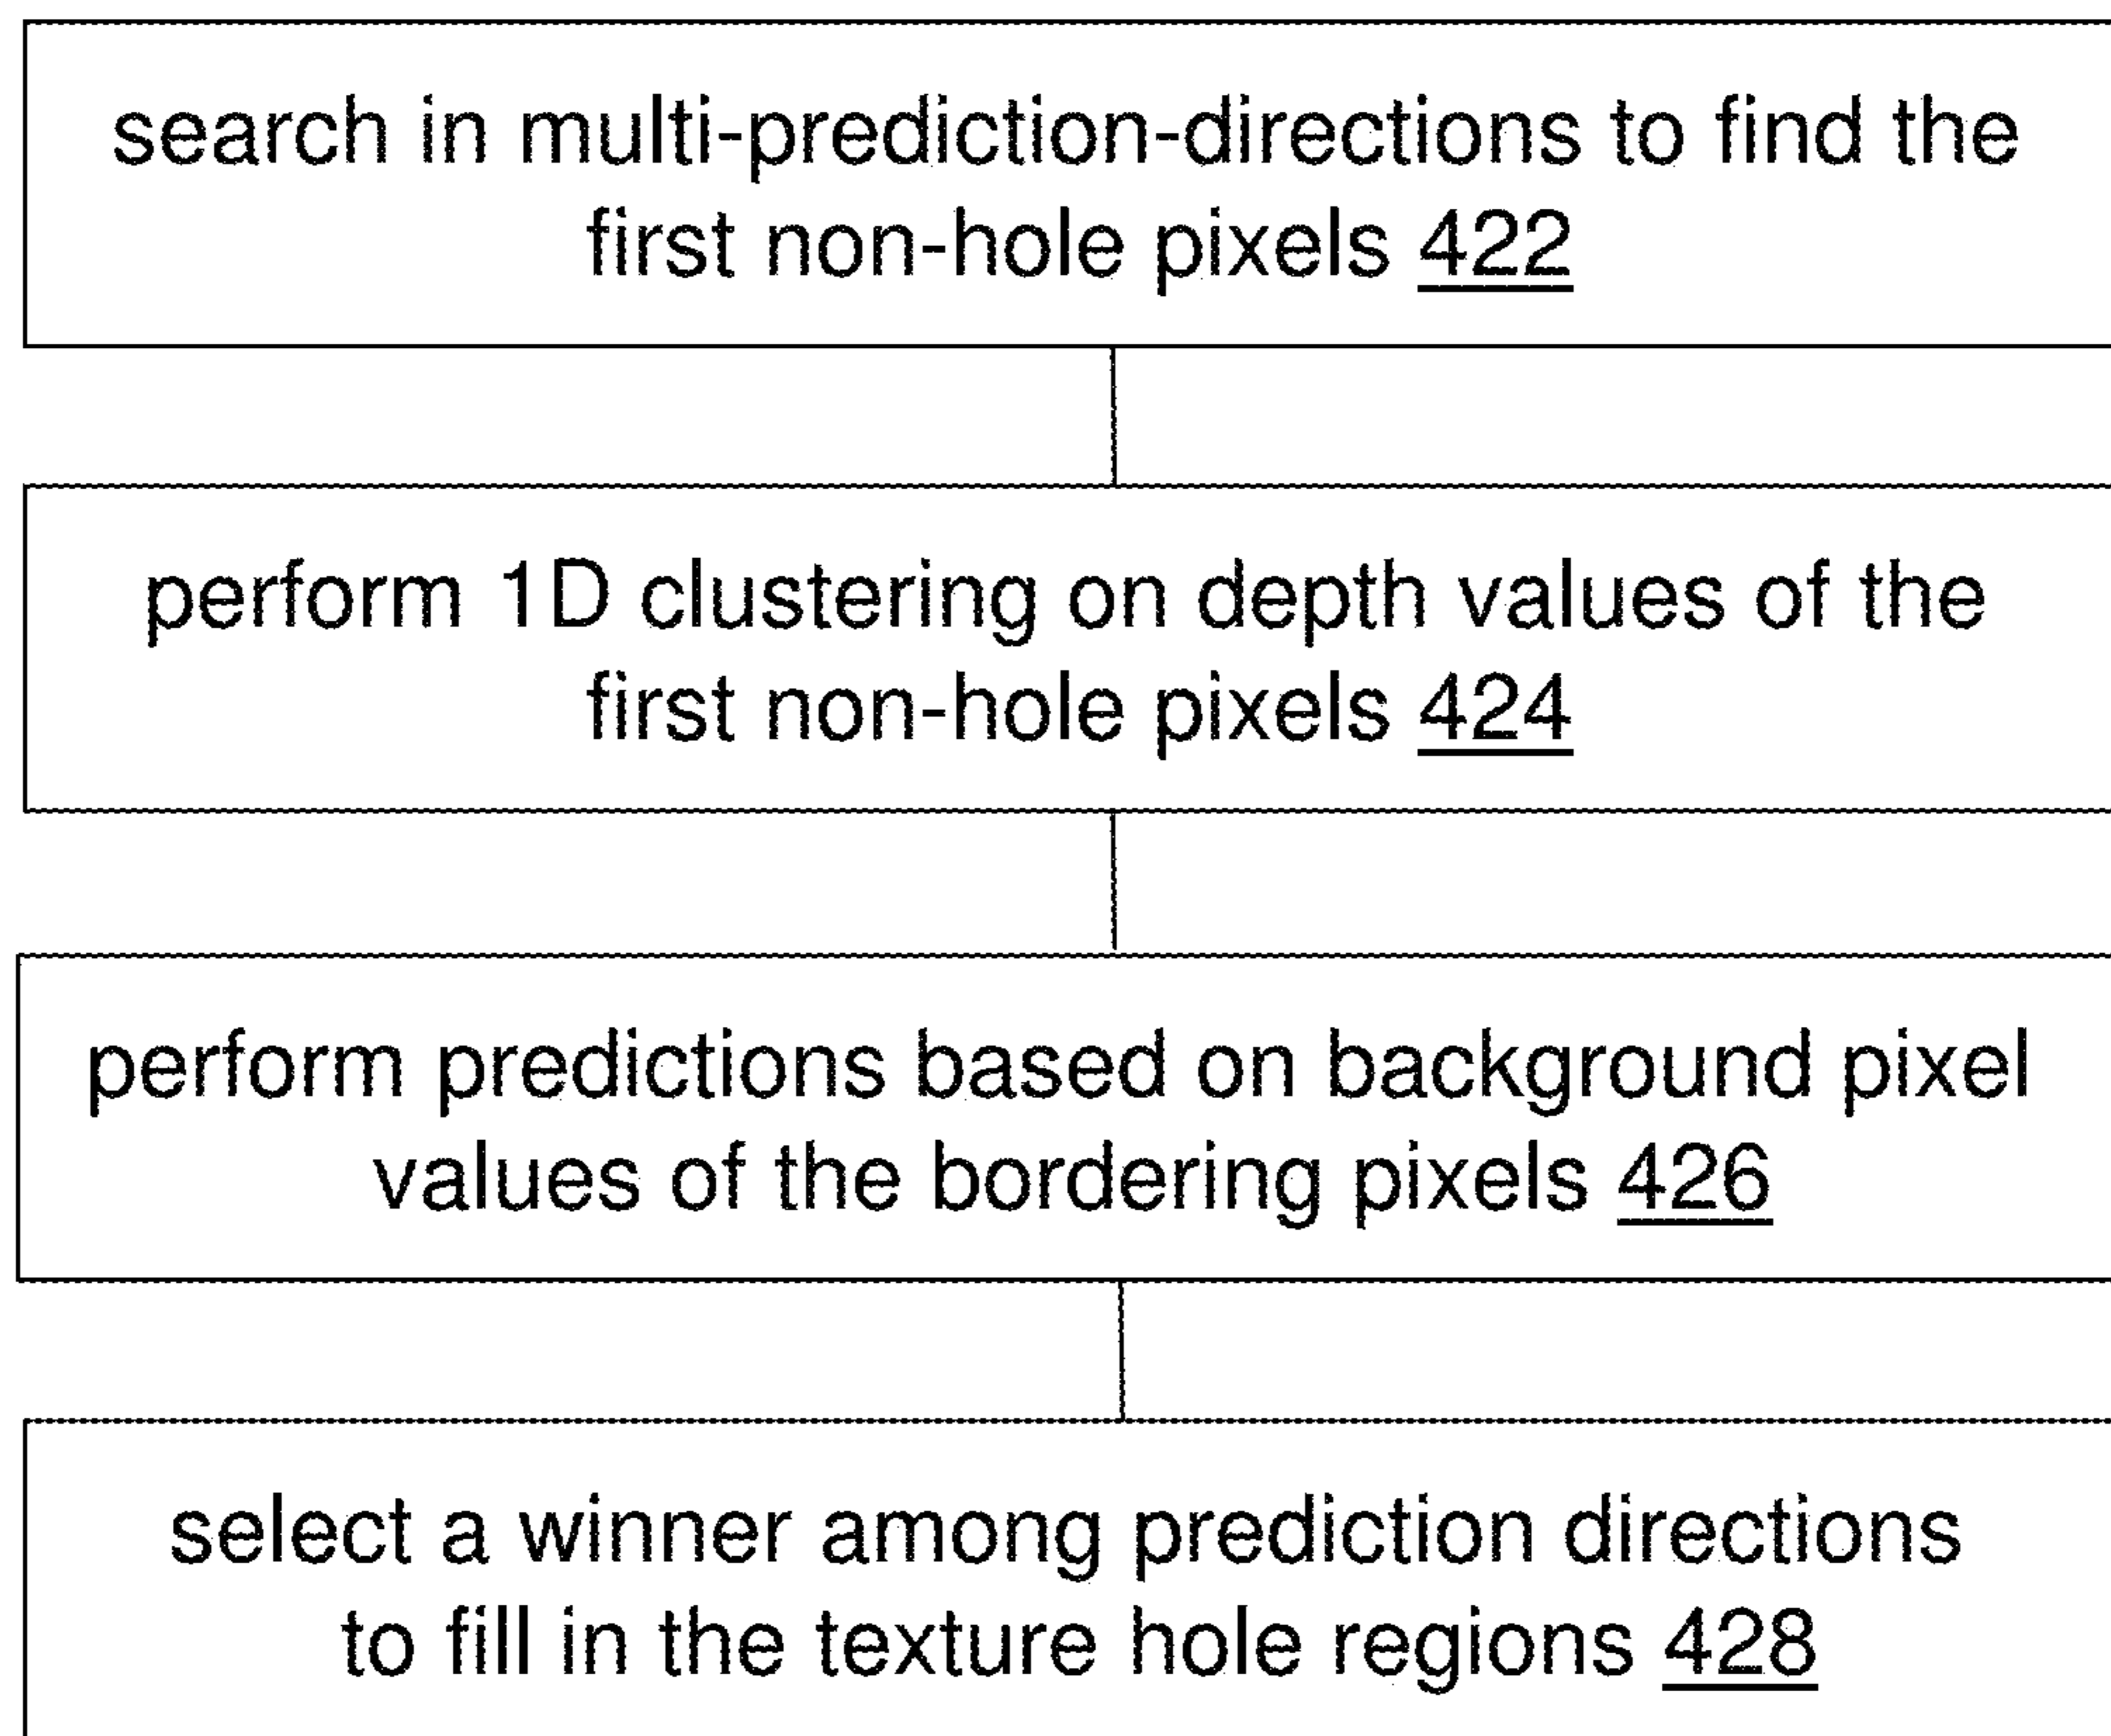 search in multi-prediction-directions to find the
first non-hole pixels 422
perform 1D clustering on depth values of the
first non-hole pixels 424
perform predictions based on background pixel
values of the bordering pixels 426
select a winner among prediction directions
to fill in the texture hole regions 428